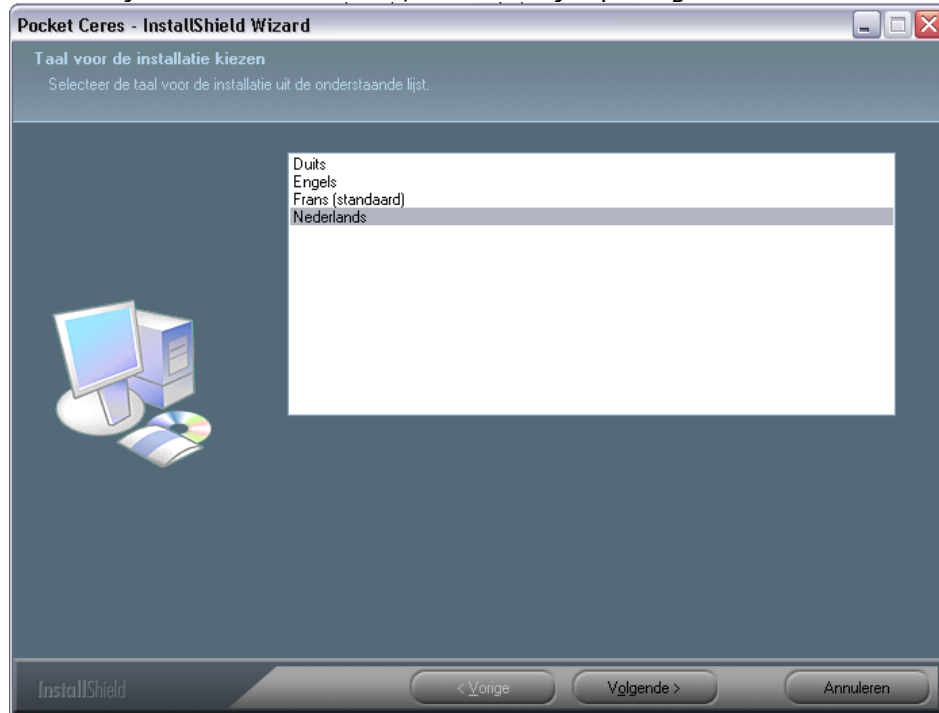 Pocket Ceres - InstallShield Wizard
Taal voor de installatie kiezen
Selecteer de taal voor de installatie uit de onderstaande lijst.
Duits
Engels
Frans (standaard)
Nederlands
InstallShield
< Vorige
Volgende >
Annuleren